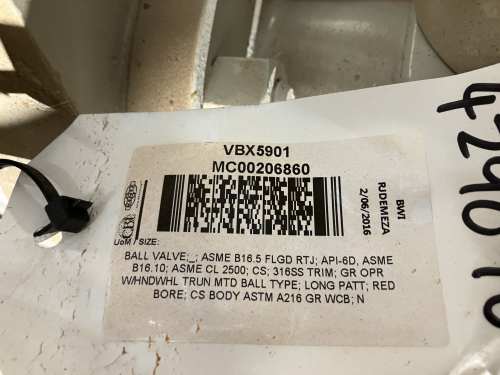 VBX5901
MC00206860
BWI
RJDEMEZA
2/06/2016
CBI
UoM / SIZE:
BALL VALVE;_; ASME B16.5 FLGD RTJ; API-6D, ASME
B16.10; ASME CL 2500; CS; 316SS TRIM; GR OPR
W/HNDWHL TRUN MTD BALL TYPE; LONG PATT; RED
BORE; CS BODY ASTM A216 GR WCB; N